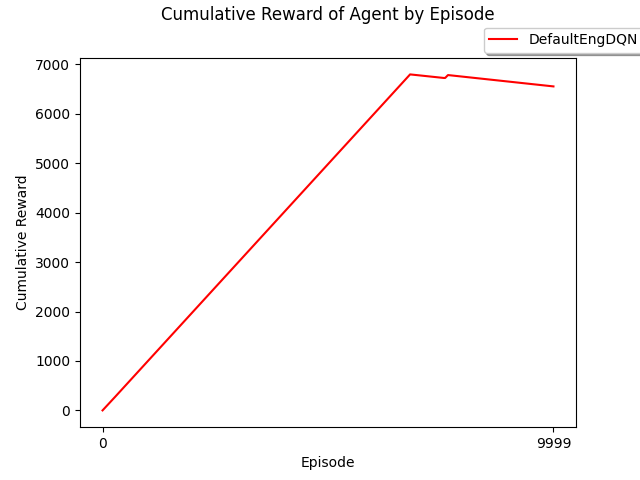 Cumulative Reward of Agent by Episode
DefaultEngDQN
7000
6000
5000
4000
3000
2000
1000
0
Cumulative Reward
0
9999
Episode